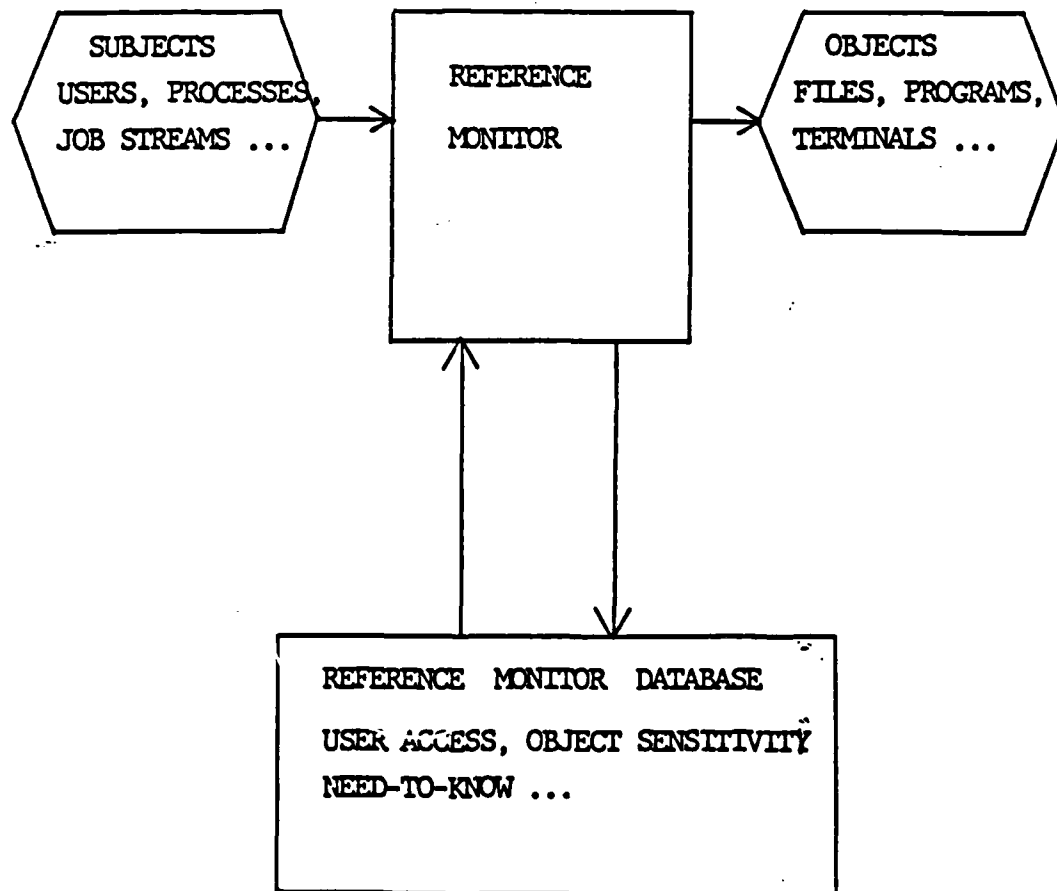 SUBJECTS
USERS, PROCESSES,
JOB STREAMS ...
REFERENCE
MONITOR
OBJECTS
FILES, PROGRAMS,
TERMINALS ...
REFERENCE MONITOR DATABASE
USER ACCESS, OBJECT SENSITIVITY
NEED-TO-KNOW ...